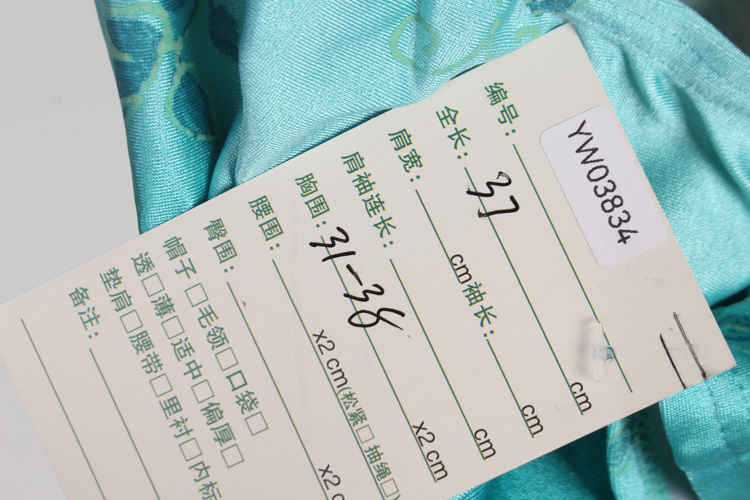 编号: YW03834
全长: 37 cm
肩宽: cm 袖长: cm
肩袖连长: cm
胸围: 31-38 x2 cm
腰围: x2 cm(松紧□ 抽绳□)
臀围: x2
帽子□毛领□口袋□
透□薄□适中□偏厚□
垫肩□腰带□里衬□内标
备注: